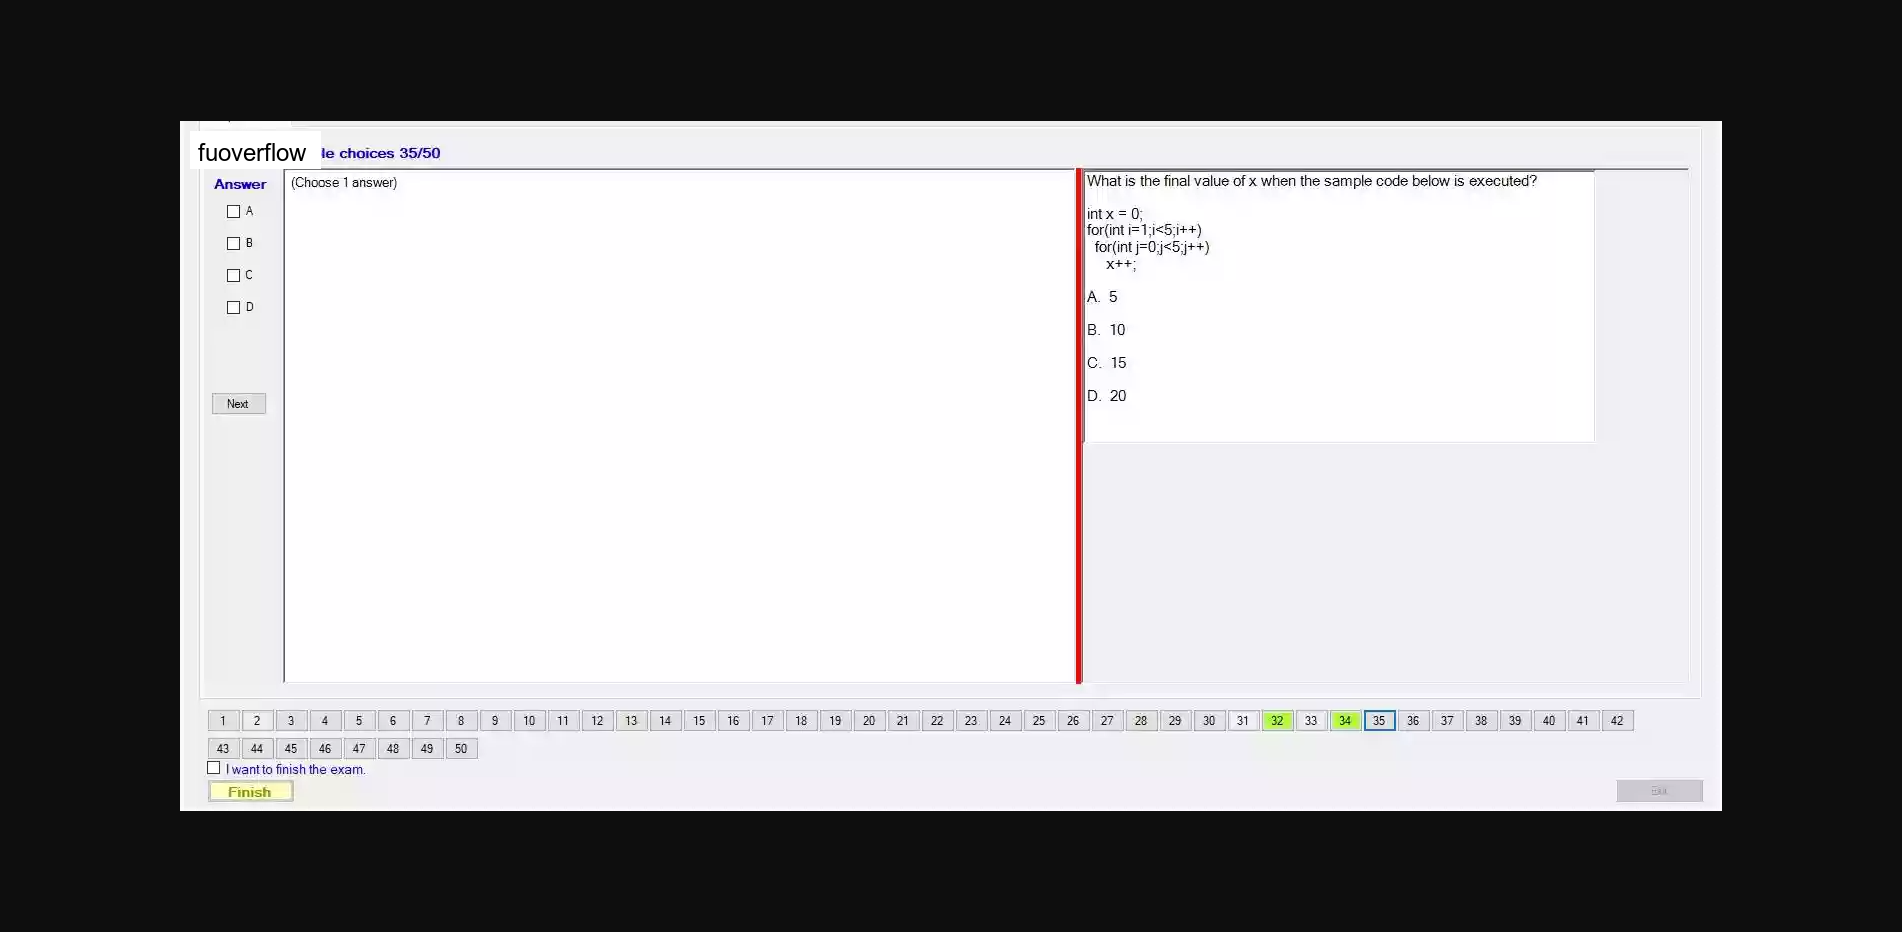 fuoverflow
le choices 35/50
Answer
(Choose 1 answer)
A
B
C
D
Next
What is the final value of x when the sample code below is executed?
int x = 0;
for(int i=1;i<5;i++)
for(int j=0;j<5;j++)
x++;
A. 5
B. 10
C. 15
D. 20
1 2 3 4 5 6 7 8 9 10 11 12 13 14 15 16 17 18 19 20 21 22 23 24 25 26 27 28 29 30 31 32 33 34 35 36 37 38 39 40 41 42
43 44 45 46 47 48 49 50
I want to finish the exam.
Finish
Exit